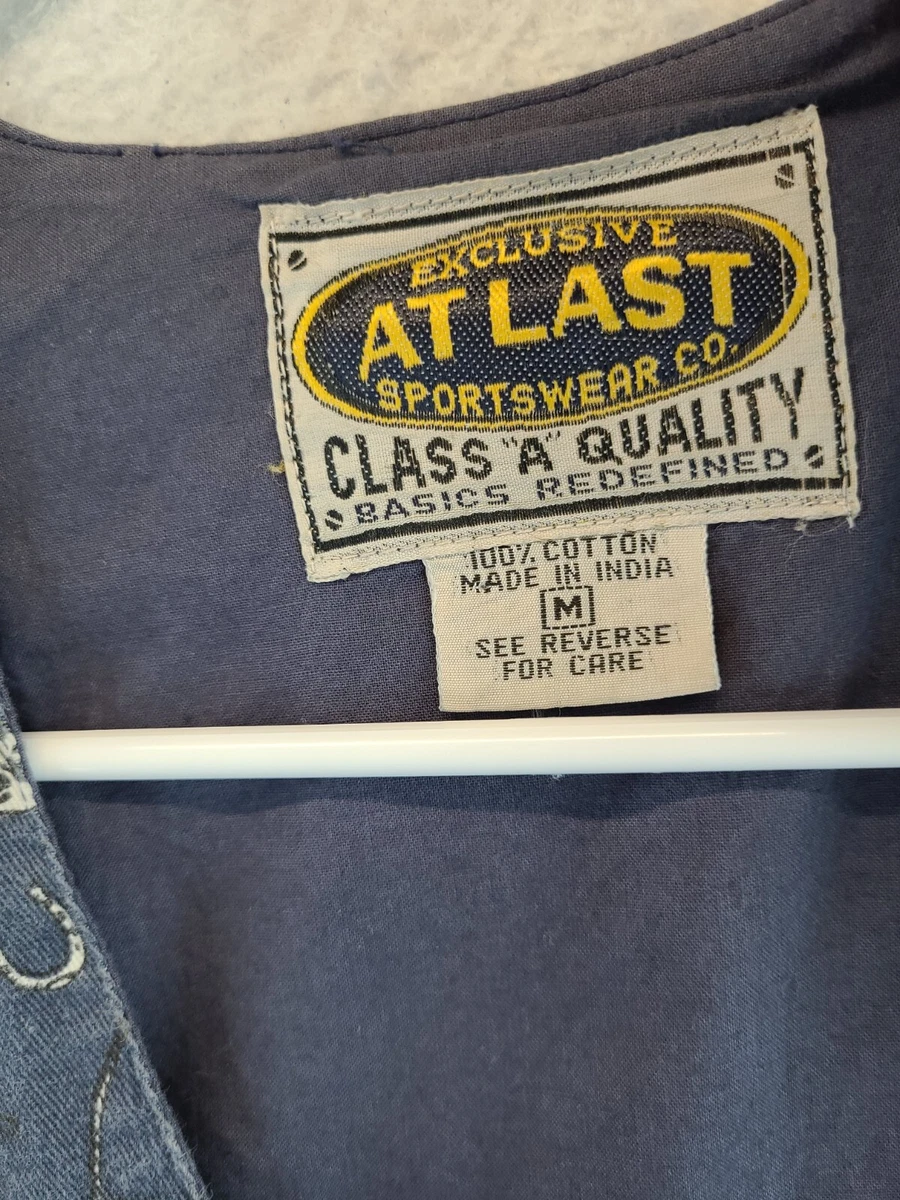 EXCLUSIVE
AT LAST
SPORTSWEAR CO.
CLASS "A" QUALITY
BASICS REDEFINED
100% COTTON
MADE IN INDIA
M
SEE REVERSE
FOR CARE